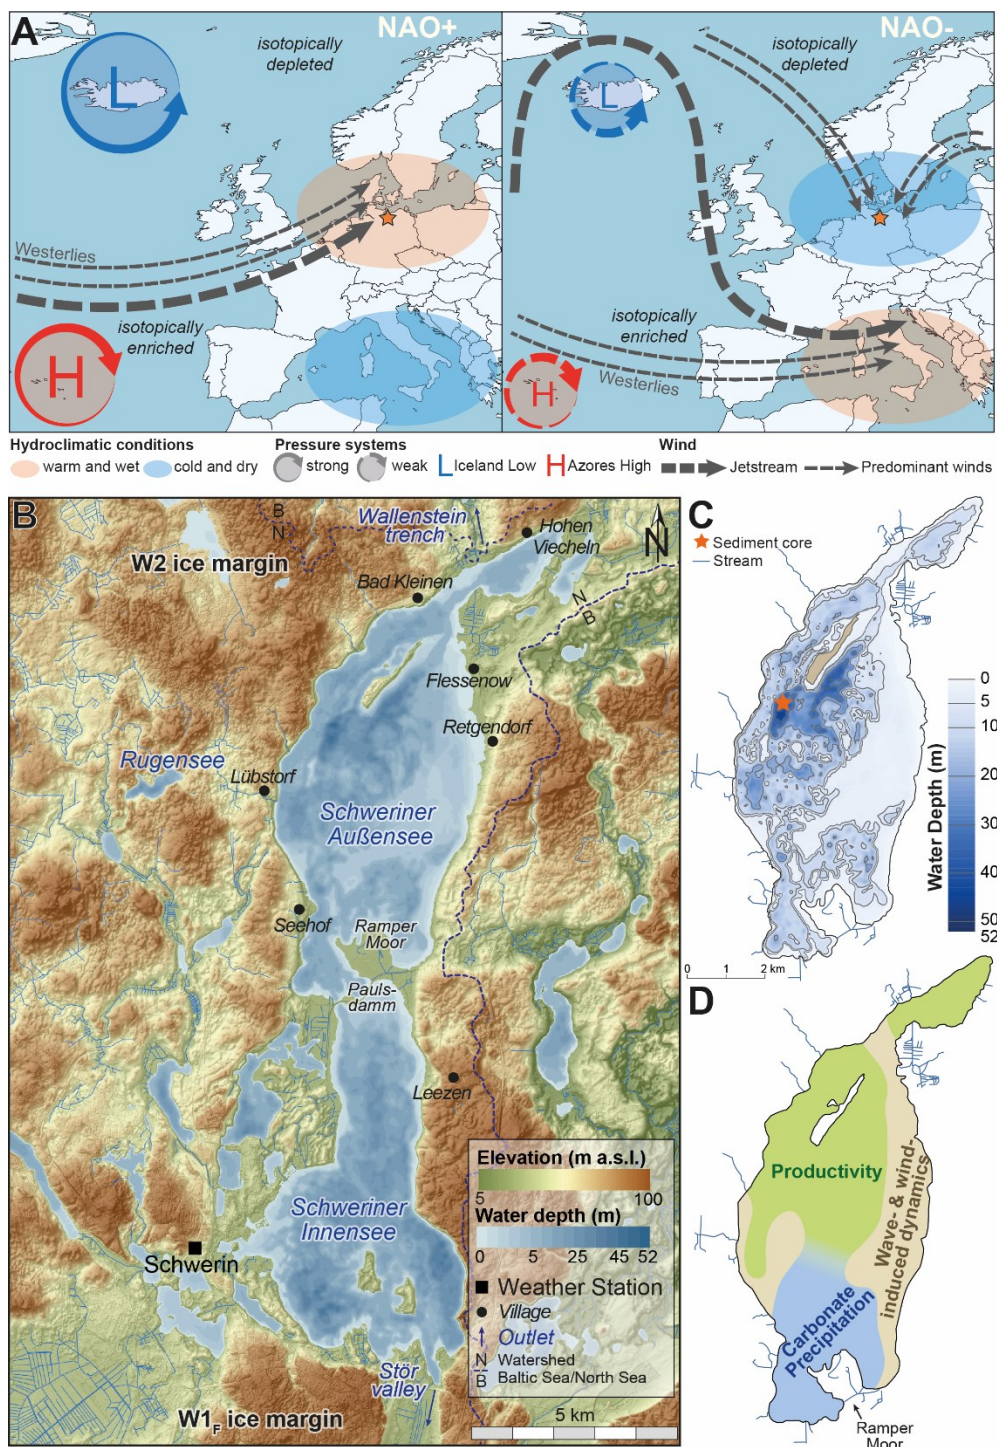 A
NAO+
isotopically
depleted
L
Westerlies
isotopically
enriched
H
NAO-
isotopically
depleted
L
isotopically
enriched
Westerlies
H
Hydroclimatic conditions
warm and wet
cold and dry
Pressure systems
strong
weak
L Iceland Low
H Azores High
Wind
Jetstream
Predominant winds
B
B
N
Wallenstein
trench
Hohen
Viecheln
N
W2 ice margin
Bad Kleinen
N
B
Flessenow
Retgendorf
Rugensee
Lübstorf
Schweriner
Außensee
Seehof
Ramper
Moor
Pauls-
damm
Leezen
Schweriner
Innensee
Schwerin
Stör
valley
W1F ice margin
Elevation (m a.s.l.)
5
100
Water depth (m)
0
5
25
45
52
Weather Station
Village
Outlet
N
B
Watershed
Baltic Sea/North Sea
5 km
C
Sediment core
Stream
Water Depth (m)
0
5
10
20
30
40
50
52
0
1
2 km
D
Productivity
Wave- & wind-
induced dynamics
Carbonate
Precipitation
Ramper
Moor